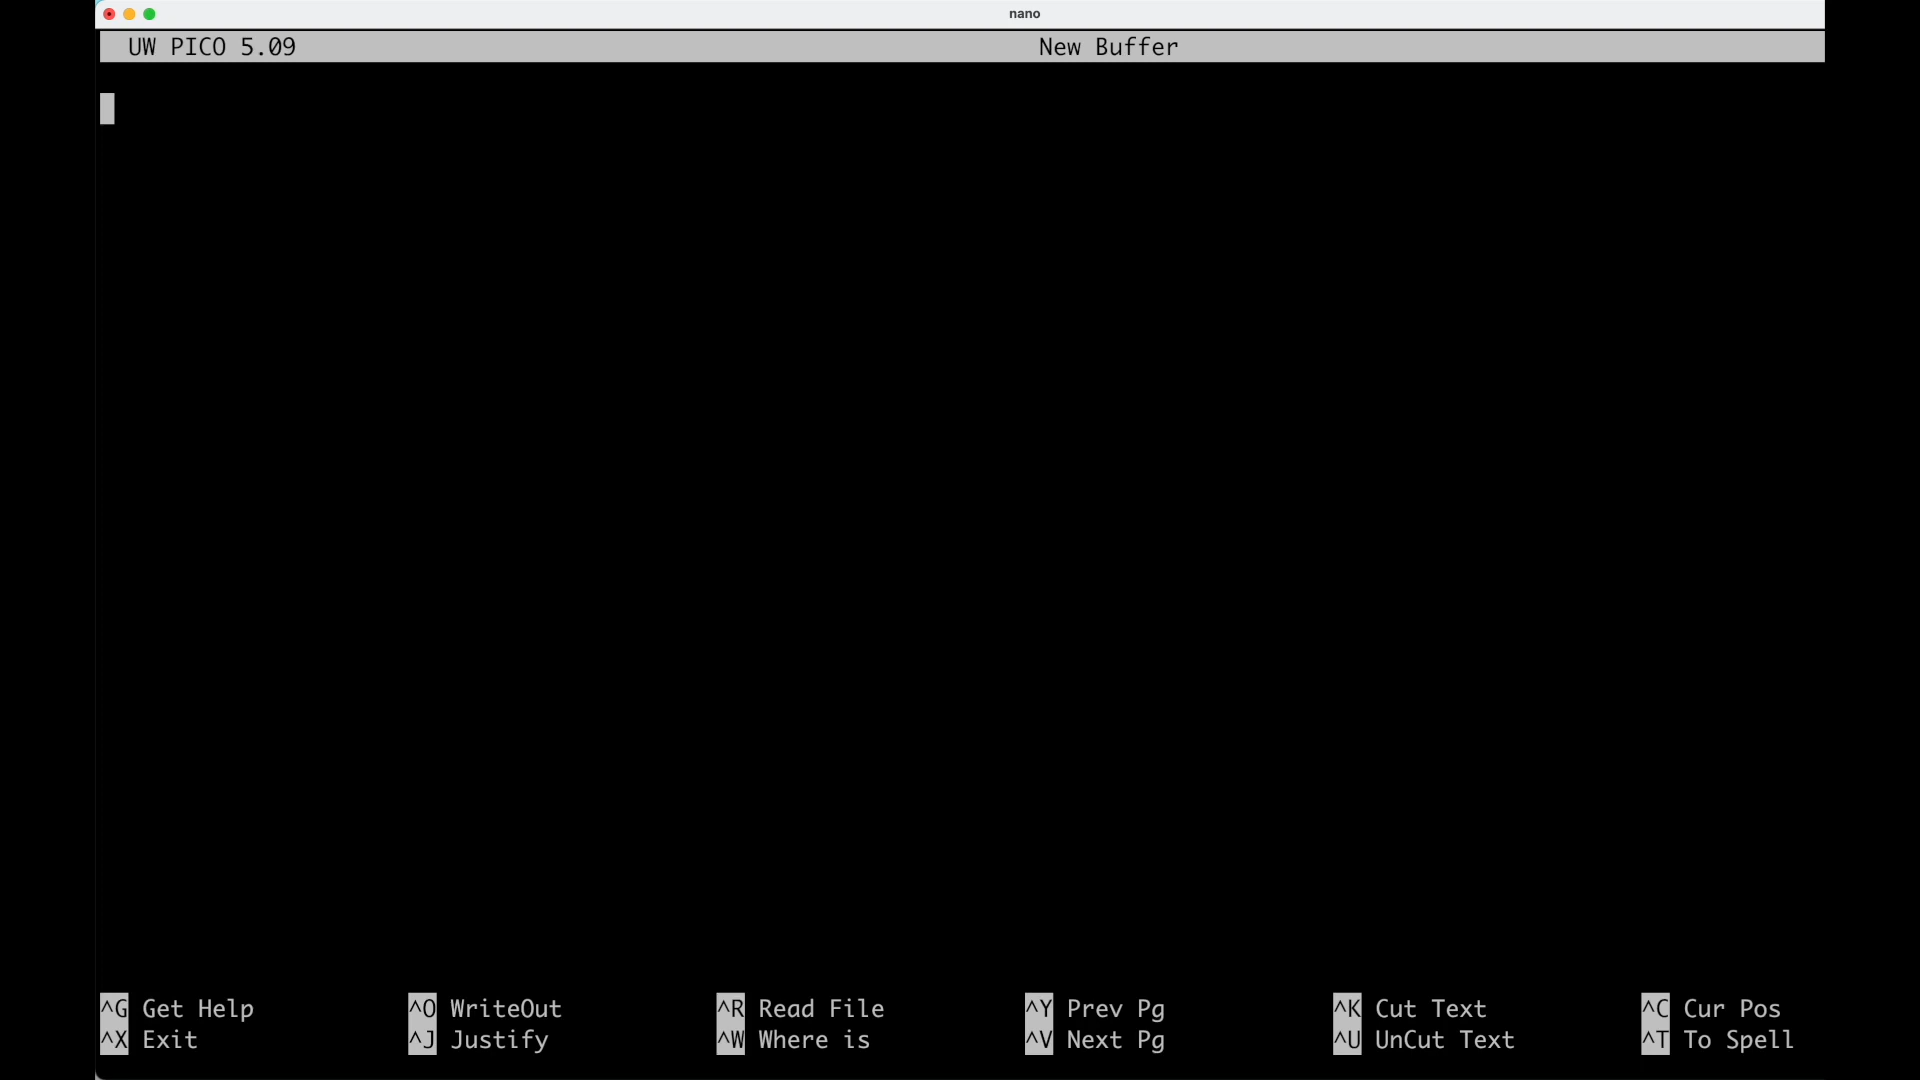 nano
UW PICO 5.09 New Buffer
^G Get Help ^O WriteOut ^R Read File ^Y Prev Pg ^K Cut Text ^C Cur Pos
^X Exit ^J Justify ^W Where is ^V Next Pg ^U UnCut Text ^T To Spell